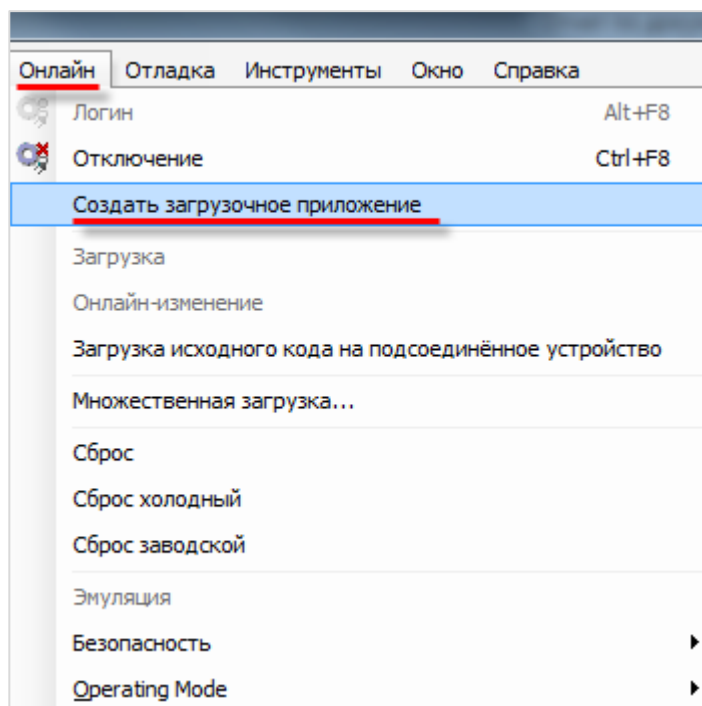 Онлайн Отладка Инструменты Окно Справка
Логин Alt+F8
Отключение Ctrl+F8
Создать загрузочное приложение
Загрузка
Онлайн-изменение
Загрузка исходного кода на подсоединённое устройство
Множественная загрузка...
Сброс
Сброс холодный
Сброс заводской
Эмуляция
Безопасность
Operating Mode